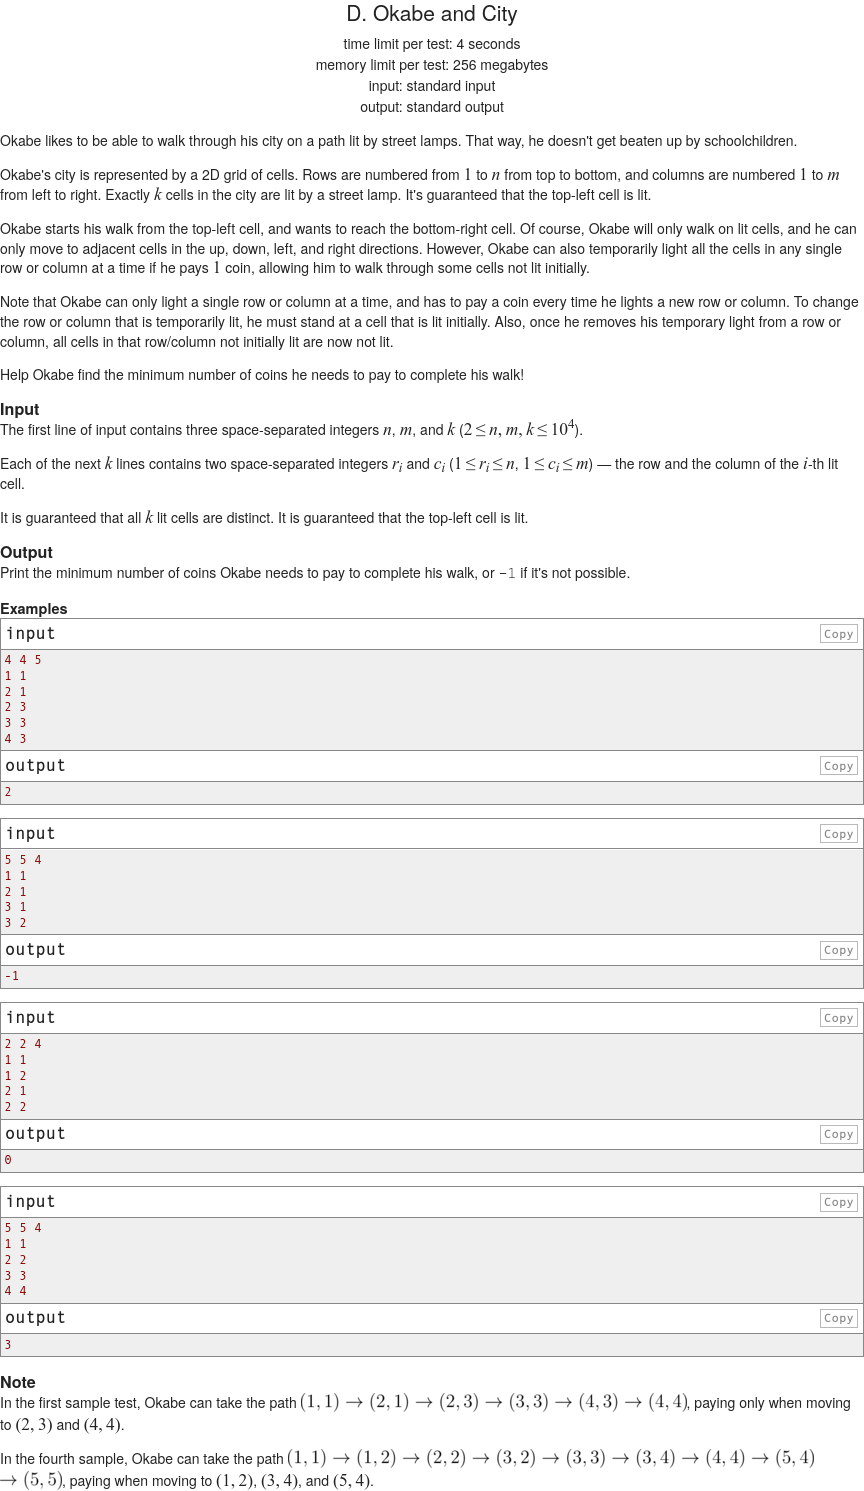 D. Okabe and City
time limit per test: 4 seconds
memory limit per test: 256 megabytes
input: standard input
output: standard output
Okabe likes to be able to walk through his city on a path lit by street lamps. That way, he doesn't get beaten up by schoolchildren.
Okabe's city is represented by a 2D grid of cells. Rows are numbered from 1 to n from top to bottom, and columns are numbered 1 to m
from left to right. Exactly k cells in the city are lit by a street lamp. It's guaranteed that the top-left cell is lit.
Okabe starts his walk from the top-left cell, and wants to reach the bottom-right cell. Of course, Okabe will only walk on lit cells, and he can
only move to adjacent cells in the up, down, left, and right directions. However, Okabe can also temporarily light all the cells in any single
row or column at a time if he pays 1 coin, allowing him to walk through some cells not lit initially.
Note that Okabe can only light a single row or column at a time, and has to pay a coin every time he lights a new row or column. To change
the row or column that is temporarily lit, he must stand at a cell that is lit initially. Also, once he removes his temporary light from a row or
column, all cells in that row/column not initially lit are now not lit.
Help Okabe find the minimum number of coins he needs to pay to complete his walk!
Input
The first line of input contains three space-separated integers n, m, and k (2 ≤ n, m, k ≤ 10^4).
Each of the next k lines contains two space-separated integers r_i and c_i (1 ≤ r_i ≤ n, 1 ≤ c_i ≤ m) — the row and the column of the i-th lit
cell.
It is guaranteed that all k lit cells are distinct. It is guaranteed that the top-left cell is lit.
Output
Print the minimum number of coins Okabe needs to pay to complete his walk, or -1 if it's not possible.
Examples
input Copy
4 4 5
1 1
2 1
2 3
3 3
4 3
output Copy
2
input Copy
5 5 4
1 1
2 1
3 1
3 2
output Copy
-1
input Copy
2 2 4
1 1
1 2
2 1
2 2
output Copy
0
input Copy
5 5 4
1 1
2 2
3 3
4 4
output Copy
3
Note
In the first sample test, Okabe can take the path (1, 1) → (2, 1) → (2, 3) → (3, 3) → (4, 3) → (4, 4), paying only when moving
to (2, 3) and (4, 4).
In the fourth sample, Okabe can take the path (1, 1) → (1, 2) → (2, 2) → (3, 2) → (3, 3) → (3, 4) → (4, 4) → (5, 4)
→ (5, 5), paying when moving to (1, 2), (3, 4), and (5, 4).